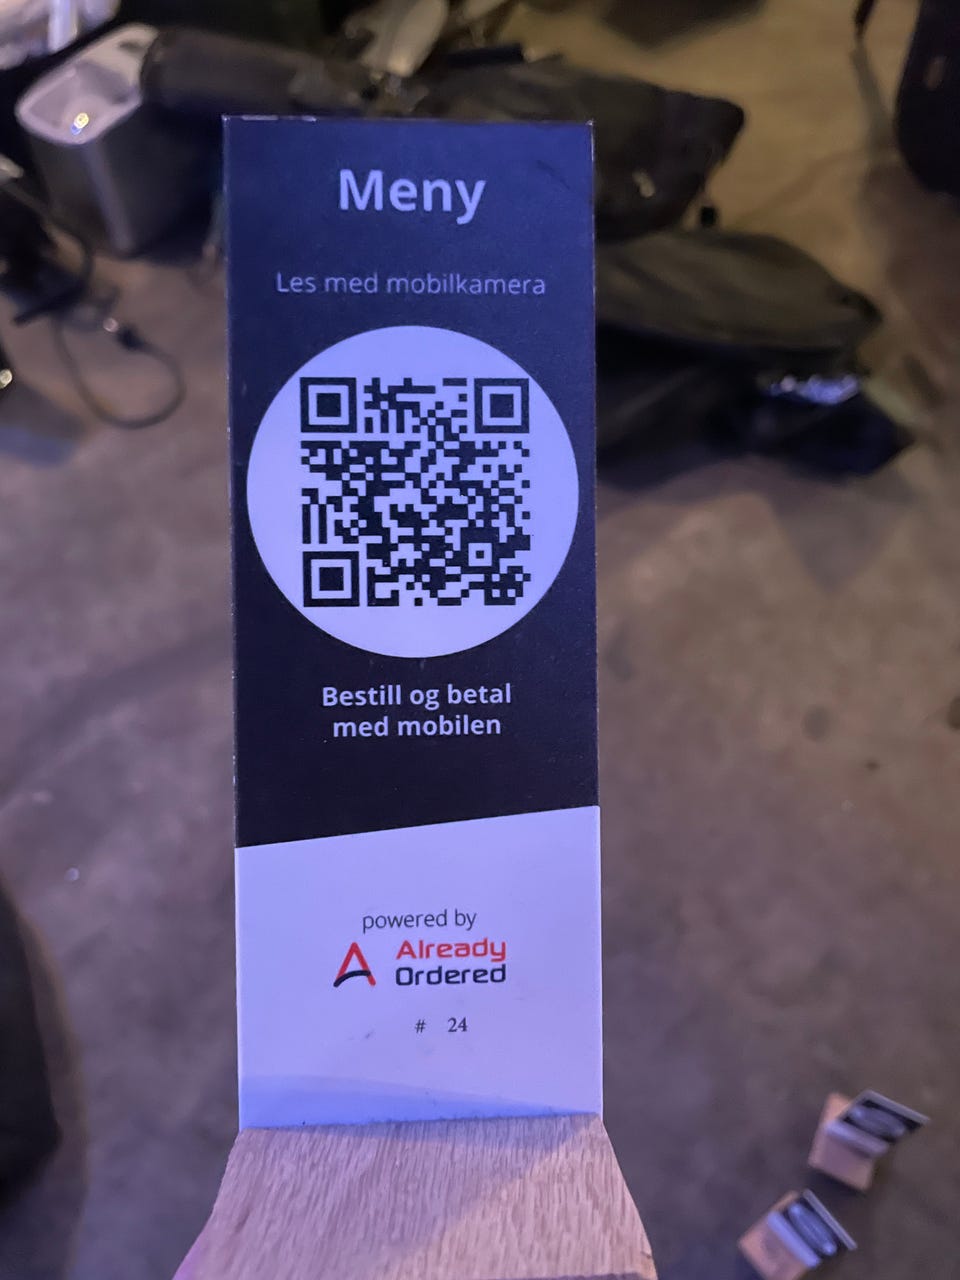 Meny
Les med mobilkamera
Bestill og betal
med mobilen
powered by
Already
Ordered
# 24